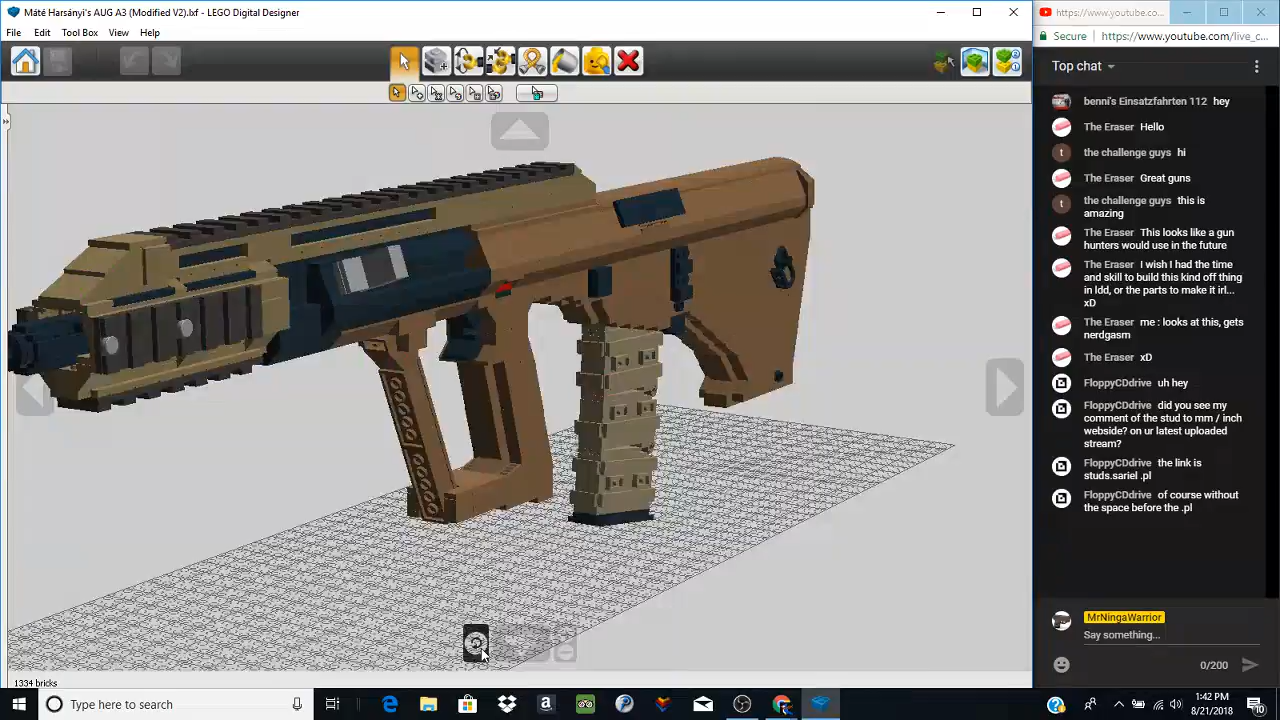 Máté Harsányi's AUG A3 (Modified V2).lxf - LEGO Digital Designer
https://www.youtube.co...
File Edit Tool Box View Help
Secure https://www.youtube.com/live_c...
Top chat
benni's Einsatzfahrten 112 hey
The Eraser Hello
t the challenge guys hi
The Eraser Great guns
t the challenge guys this is
amazing
The Eraser This looks like a gun
hunters would use in the future
The Eraser I wish I had the time
and skill to build this kind off thing
in ldd, or the parts to make it irl...
xD
The Eraser me : looks at this, gets
nerdgasm
The Eraser xD
FloppyCDdrive uh hey
FloppyCDdrive did you see my
comment of the stud to mm / inch
webside? on ur latest uploaded
stream?
FloppyCDdrive the link is
studs.sariel .pl
FloppyCDdrive of course without
the space before the .pl
MrNingaWarrior
Say something...
0/200
1334 bricks
Type here to search
1:42 PM
8/21/2018